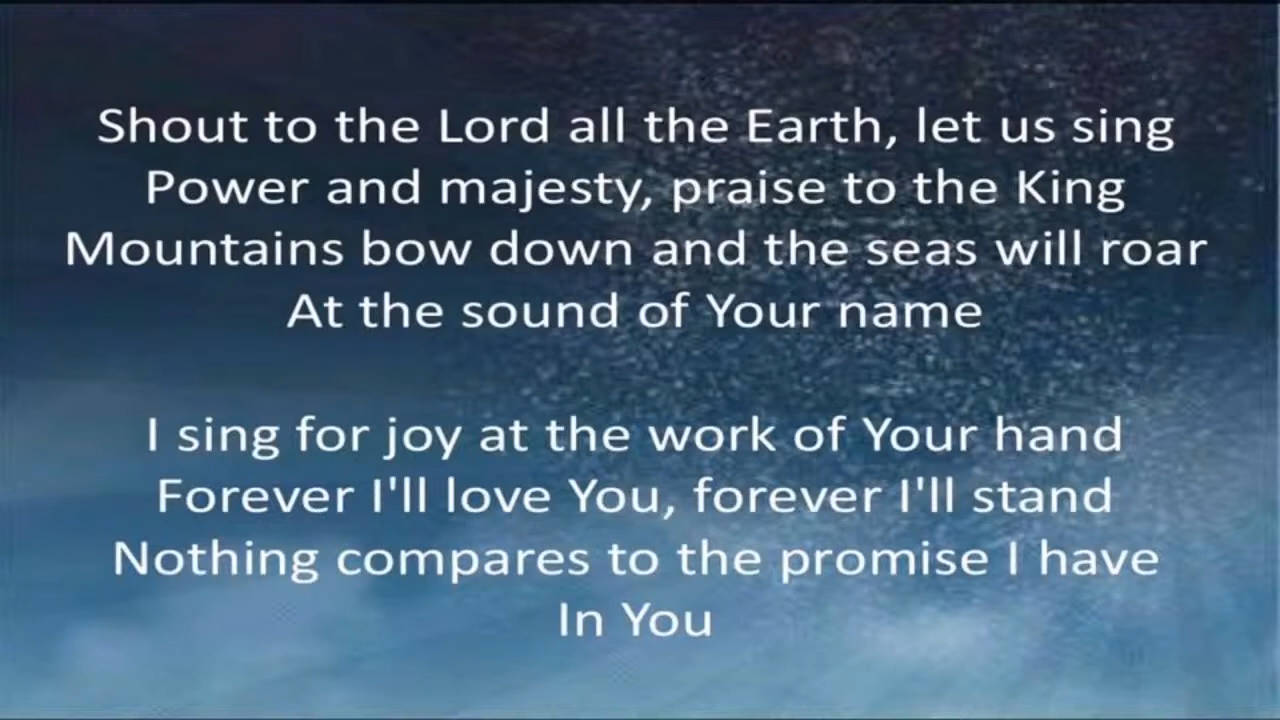 Shout to the Lord all the Earth, let us sing
Power and majesty, praise to the King
Mountains bow down and the seas will roar
At the sound of Your name
I sing for joy at the work of Your hand
Forever I'll love You, forever I'll stand
Nothing compares to the promise I have
In You